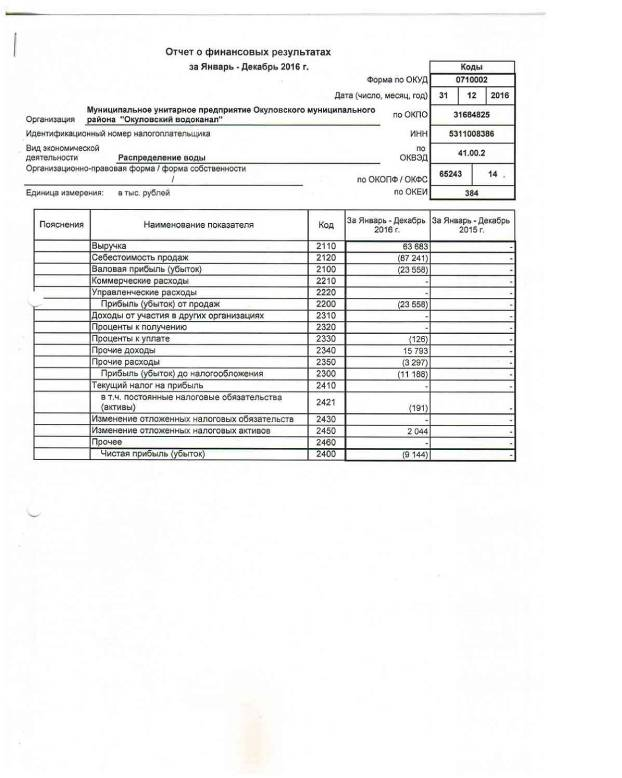 Отчет о финансовых результатах
за Январь - Декабрь 2016 г.
Коды
Форма по ОКУД 0710002
Дата (число, месяц, год) 31 12 2016
Организация Муниципальное унитарное предприятие Окуловского муниципального района "Окуловский водоканал" по ОКПО 31684825
Идентификационный номер налогоплательщика ИНН 5311008386
Вид экономической деятельности Распределение воды по ОКВЭД 41.00.2
Организационно-правовая форма / форма собственности
/ по ОКОПФ / ОКФС 65243 14
Единица измерения: в тыс. рублей по ОКЕИ 384
Пояснения Наименование показателя Код За Январь - Декабрь 2016 г. За Январь - Декабрь 2015 г.
Выручка 2110 63 683 -
Себестоимость продаж 2120 (87 241) -
Валовая прибыль (убыток) 2100 (23 558) -
Коммерческие расходы 2210 - -
Управленческие расходы 2220 - -
Прибыль (убыток) от продаж 2200 (23 558) -
Доходы от участия в других организациях 2310 - -
Проценты к получению 2320 - -
Проценты к уплате 2330 (126) -
Прочие доходы 2340 15 793 -
Прочие расходы 2350 (3 297) -
Прибыль (убыток) до налогообложения 2300 (11 188) -
Текущий налог на прибыль 2410 - -
в т.ч. постоянные налоговые обязательства (активы) 2421 (191) -
Изменение отложенных налоговых обязательств 2430 - -
Изменение отложенных налоговых активов 2450 2 044 -
Прочее 2460 - -
Чистая прибыль (убыток) 2400 (9 144) -